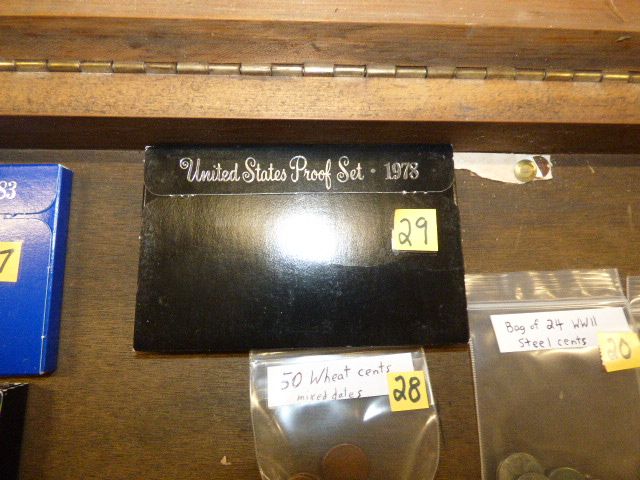 United States Proof Set · 1978
83
29
7
Bag of 24 WWII
Steel cents
20
50 Wheat cents
mixed dates
28